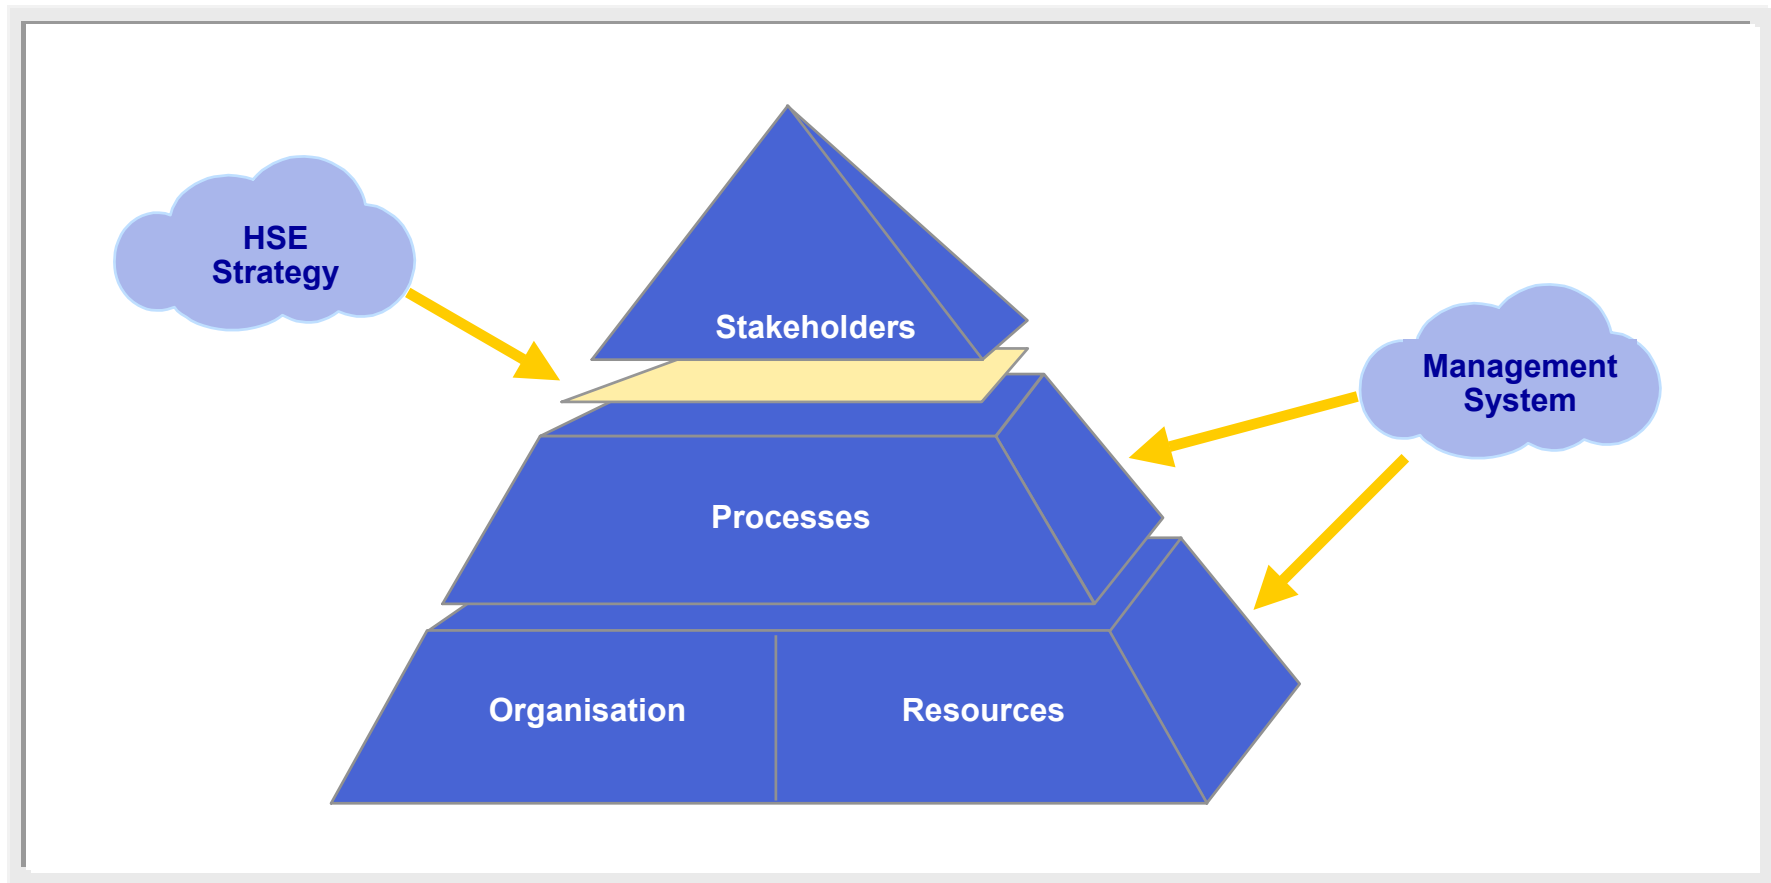 HSE
Strategy
Stakeholders
Management
System
Processes
Organisation
Resources